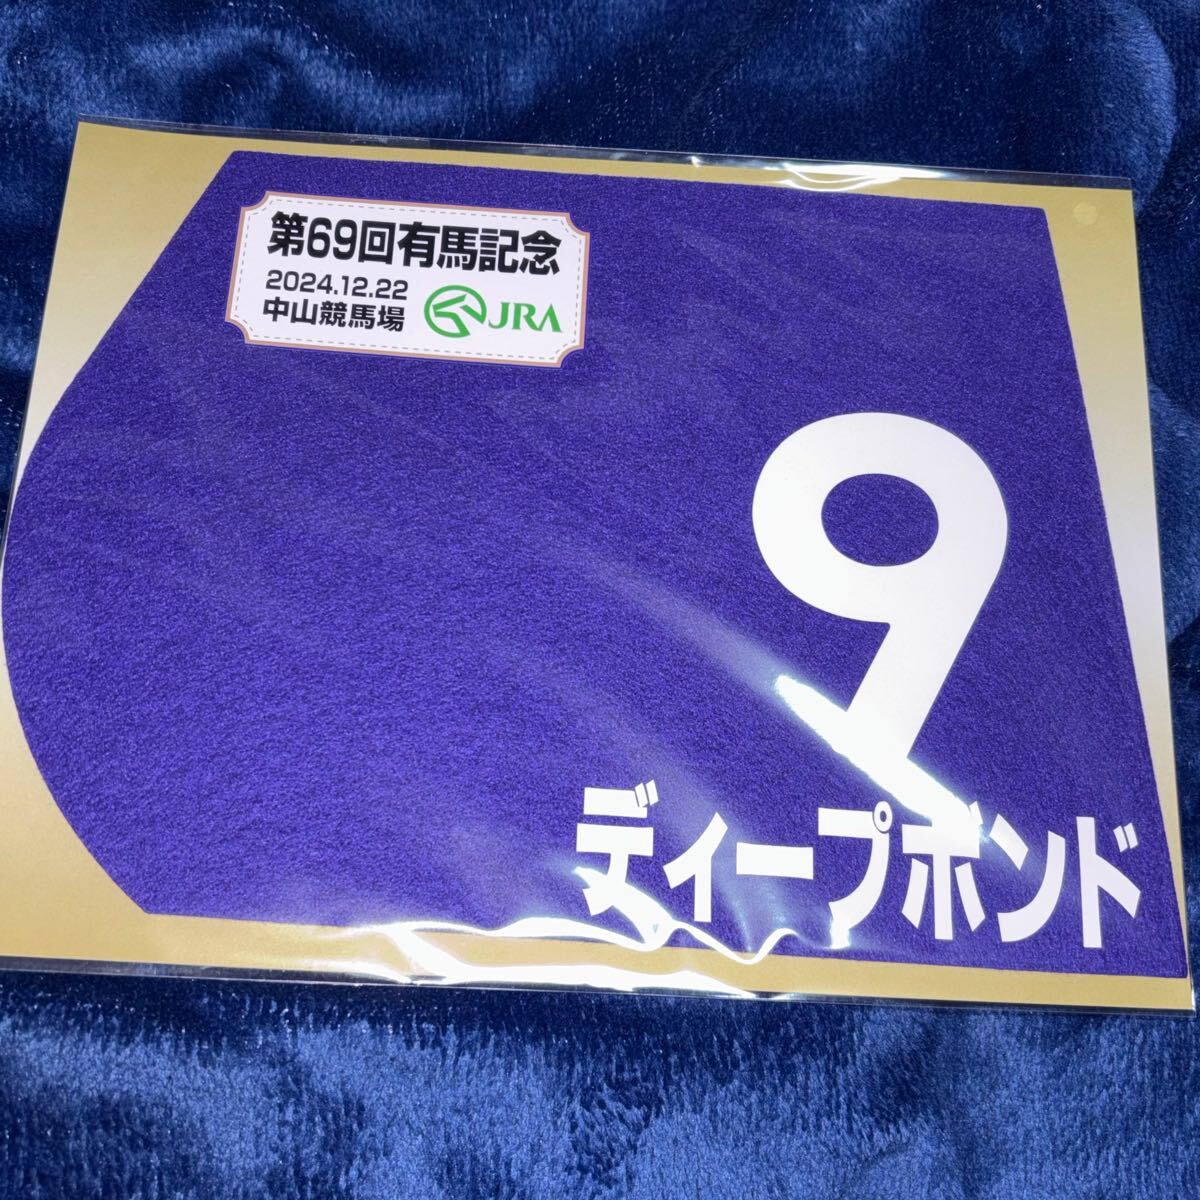 第69回有馬記念
2024.12.22
中山競馬場
JRA
9
ディープボンド